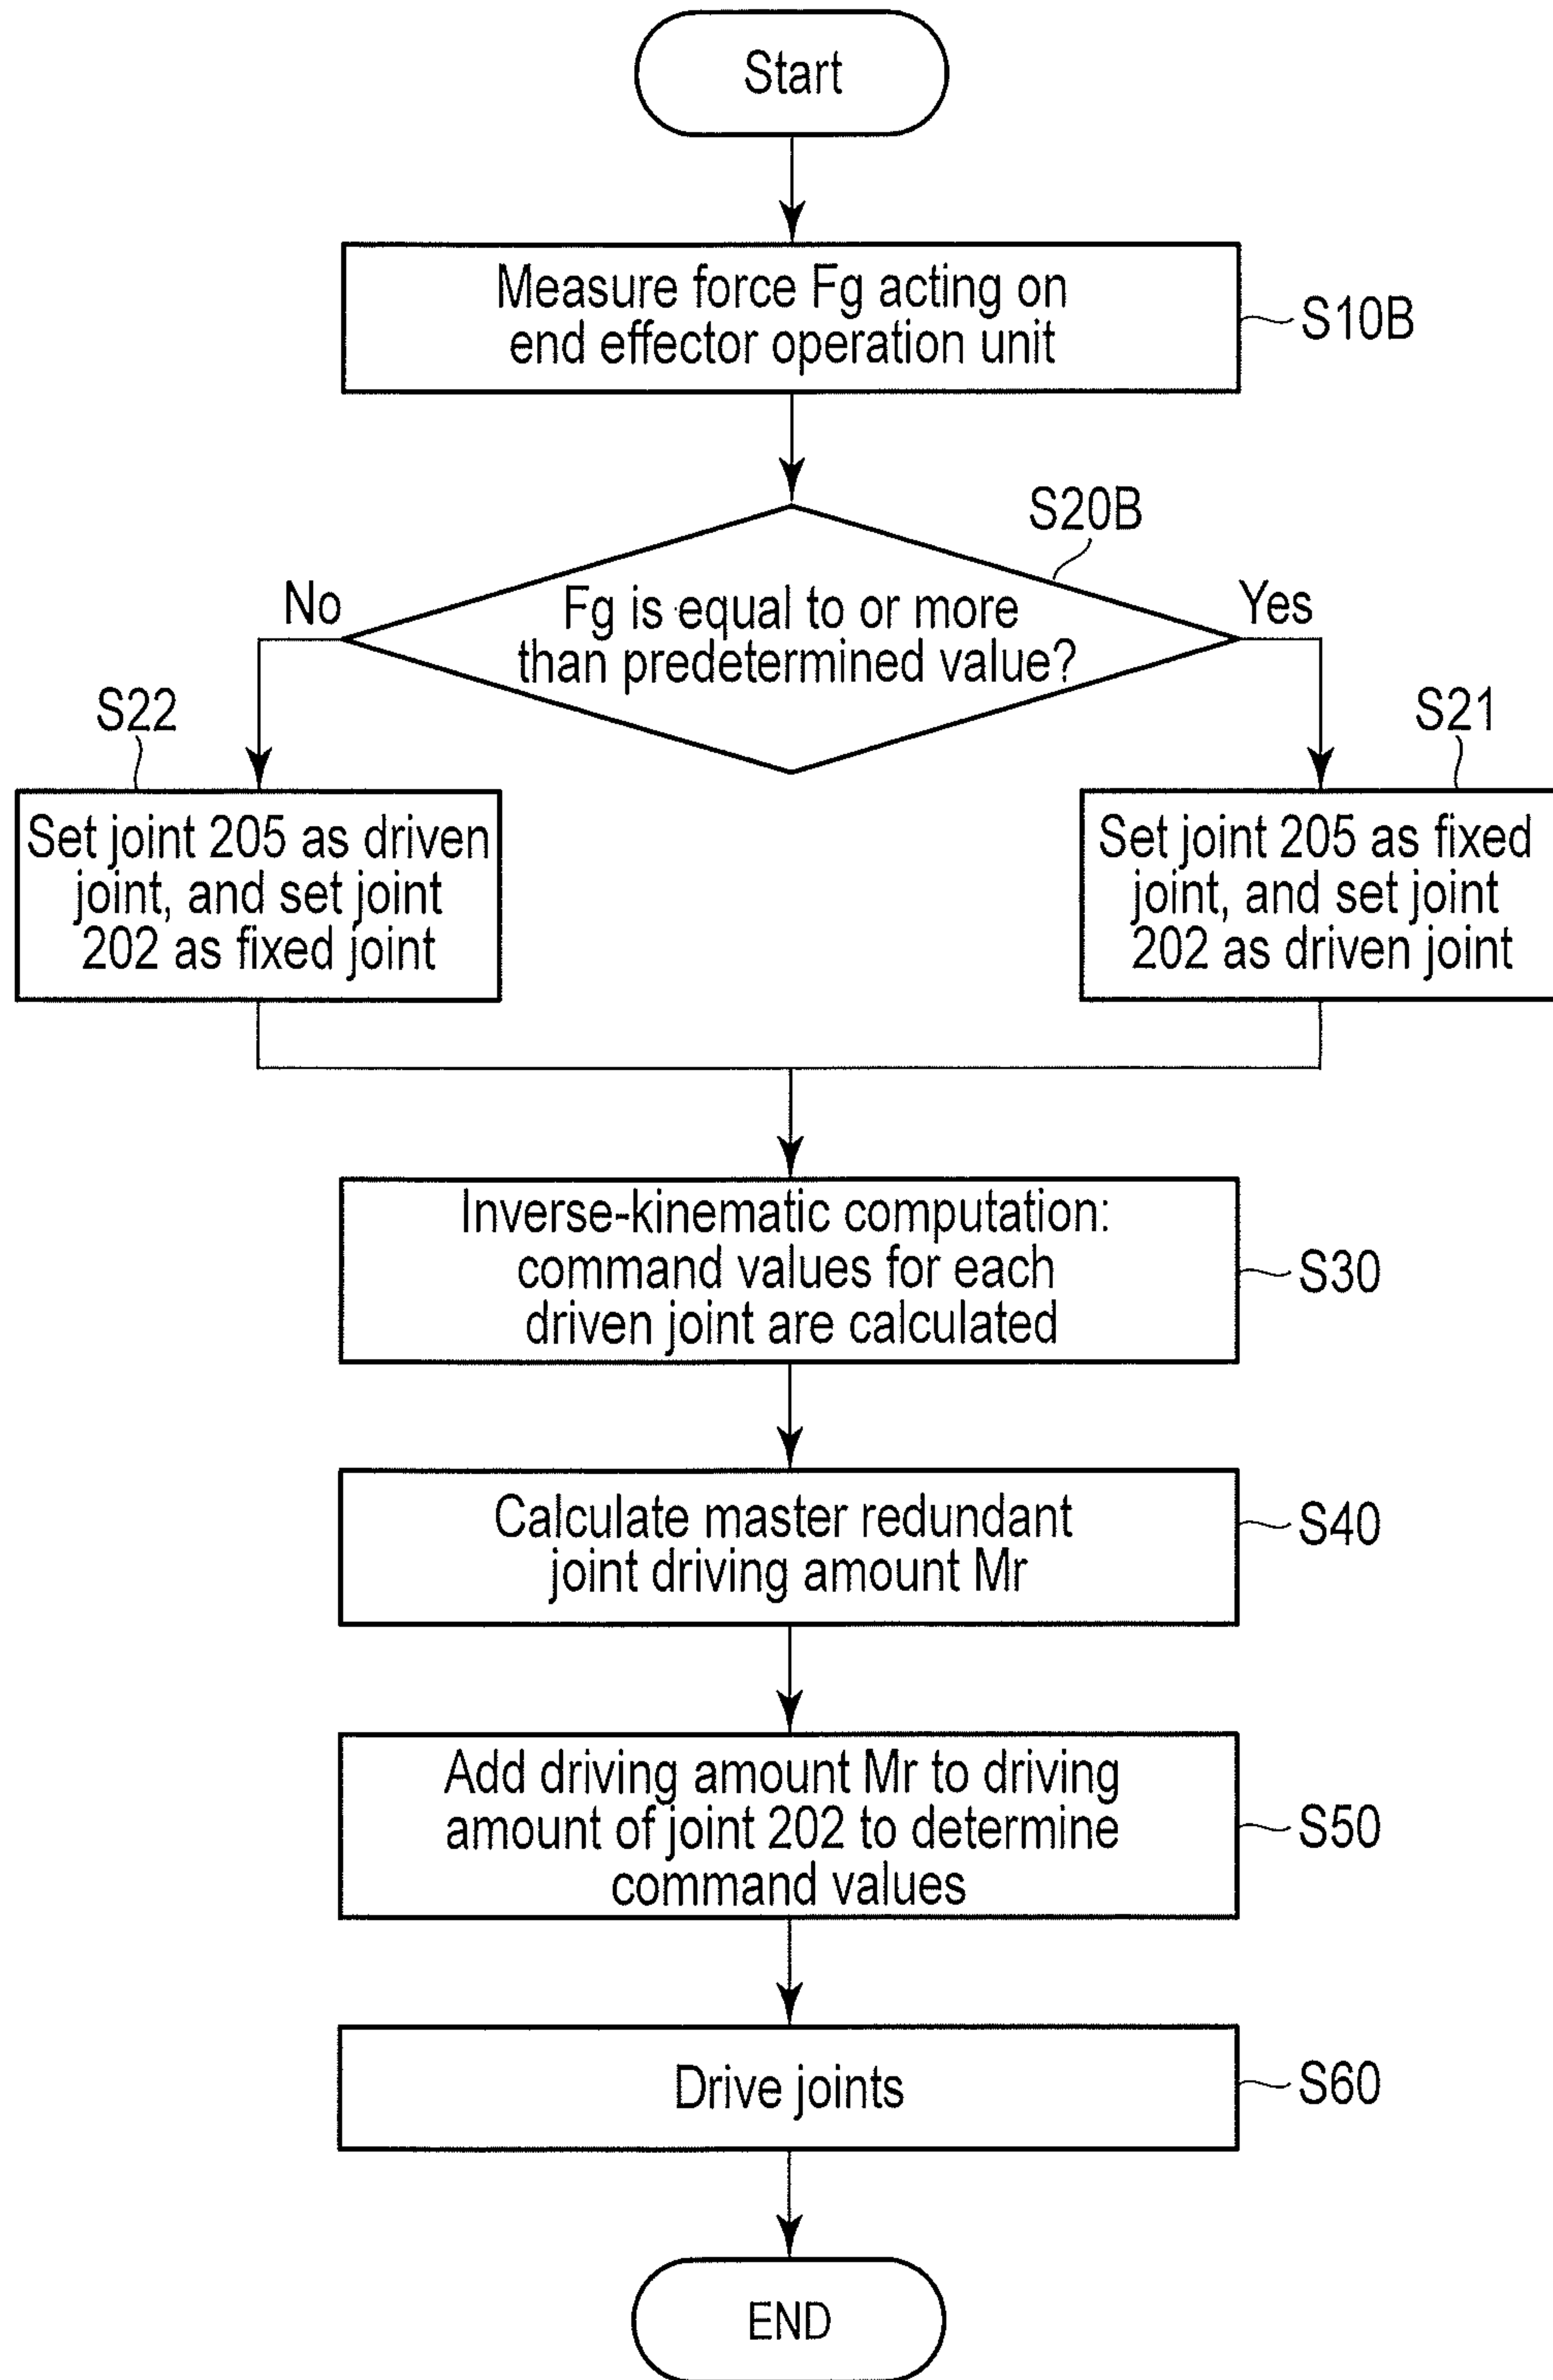 Start
Measure force Fg acting on
end effector operation unit
S10B
S20B
No
Fg is equal to or more
than predetermined value?
Yes
S22
S21
Set joint 205 as driven
joint, and set joint
202 as fixed joint
Set joint 205 as fixed
joint, and set joint
202 as driven joint
Inverse-kinematic computation:
command values for each
driven joint are calculated
S30
Calculate master redundant
joint driving amount Mr
S40
Add driving amount Mr to driving
amount of joint 202 to determine
command values
S50
Drive joints
S60
END